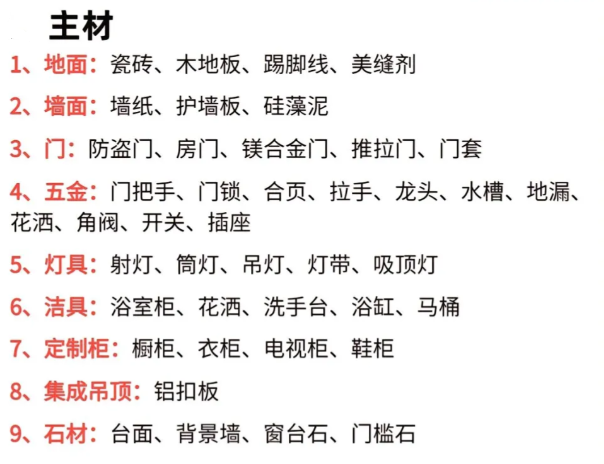 主材
1、地面：瓷砖、木地板、踢脚线、美缝剂
2、墙面：墙纸、护墙板、硅藻泥
3、门：防盗门、房门、镁合金门、推拉门、门套
4、五金：门把手、门锁、合页、拉手、龙头、水槽、地漏、
花洒、角阀、开关、插座
5、灯具：射灯、筒灯、吊灯、灯带、吸顶灯
6、洁具：浴室柜、花洒、洗手台、浴缸、马桶
7、定制柜：橱柜、衣柜、电视柜、鞋柜
8、集成吊顶：铝扣板
9、石材：台面、背景墙、窗台石、门槛石